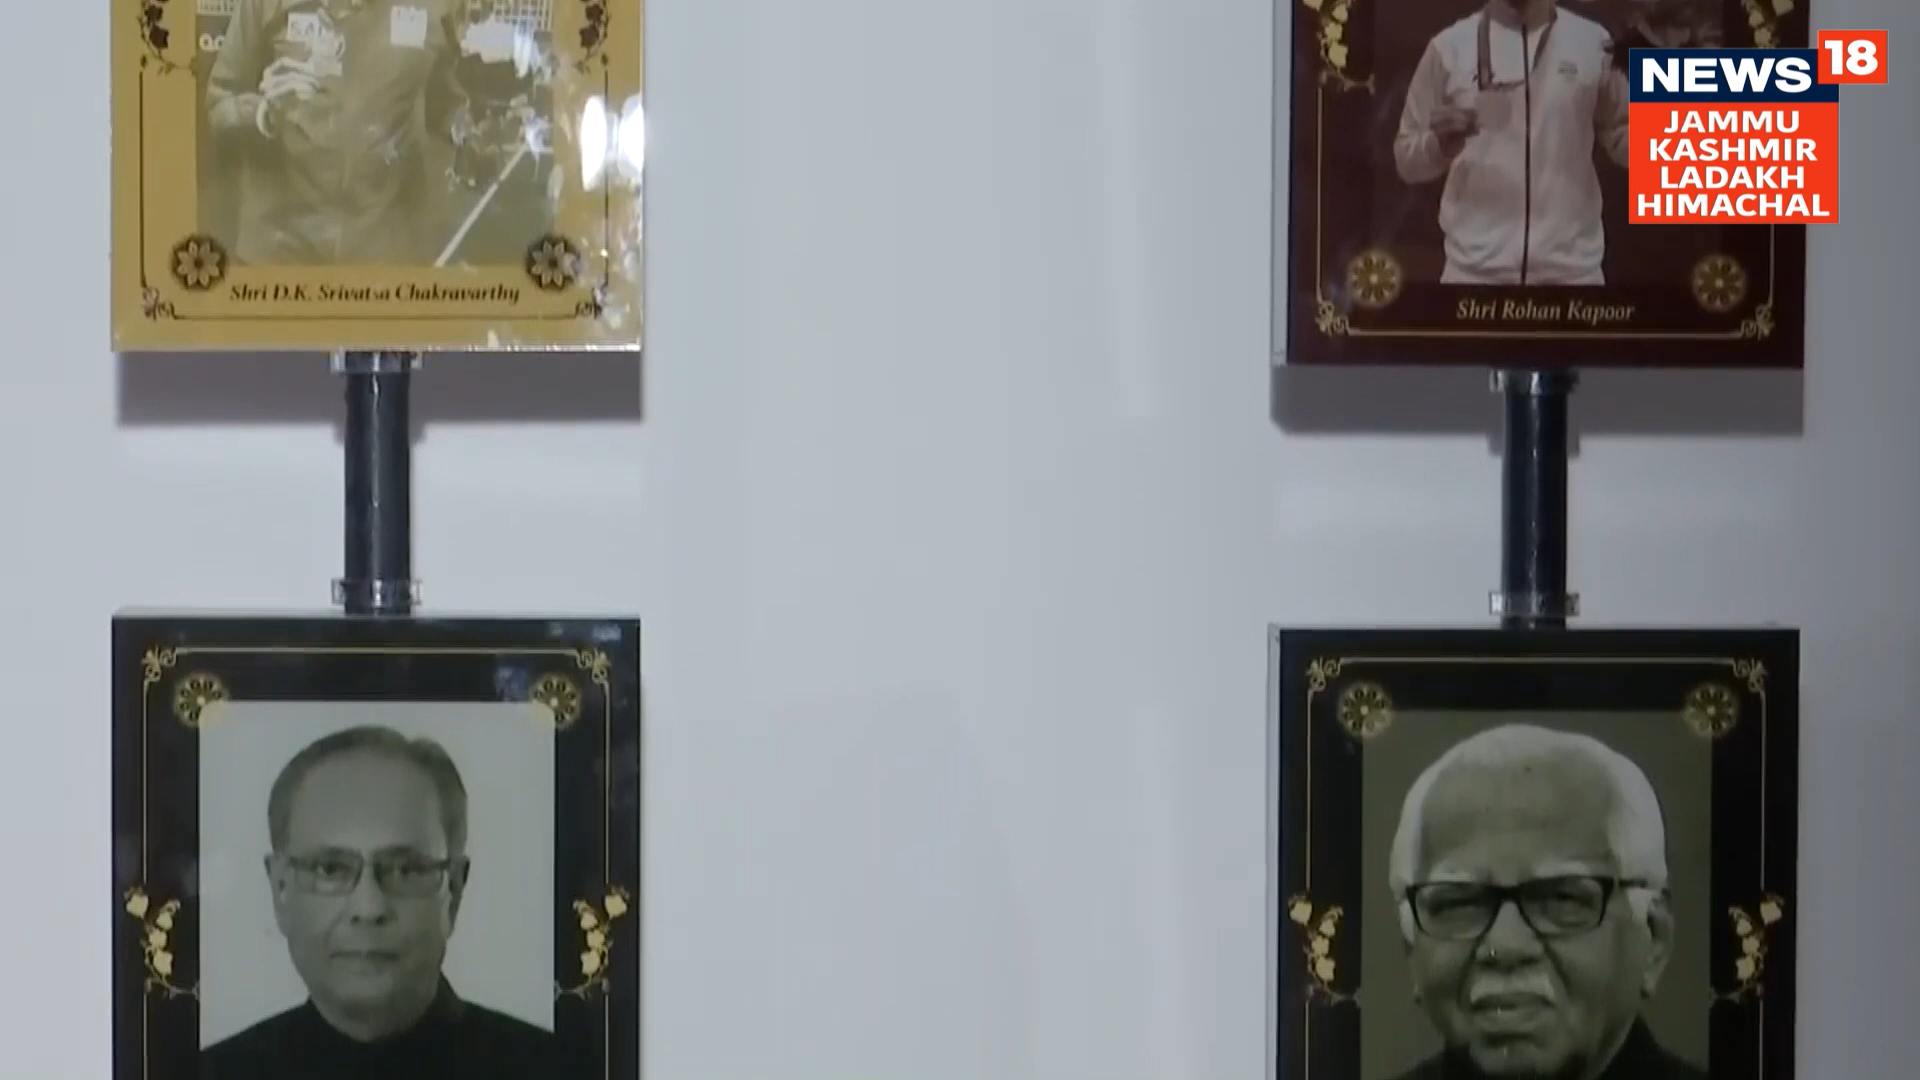 NEWS 18
JAMMU
KASHMIR
LADAKH
HIMACHAL
Shri D.K. Srivatsa Chakravarthy
Shri Rohan Kapoor